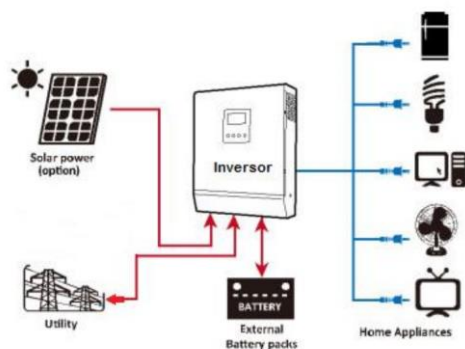 Solar power
(option)
Inversor
Utility
BATTERY
External
Battery packs
Home Appliances